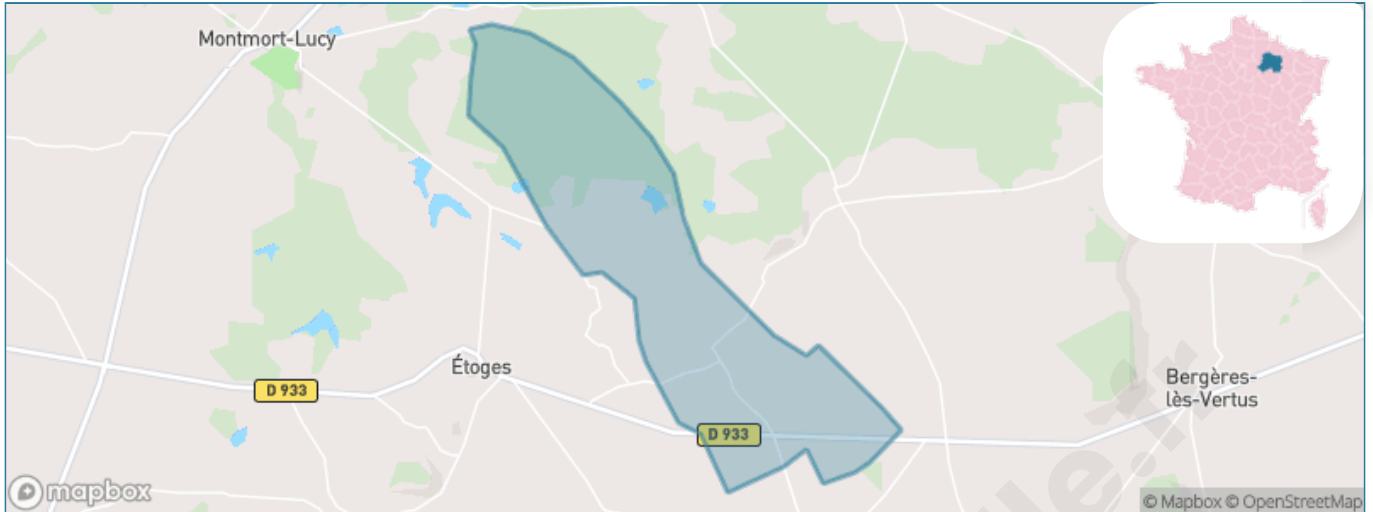 Montmort-Lucy
Étoges
D 933
D 933
Bergères-
lès-Vertus
mapbox
© Mapbox © OpenStreetMap